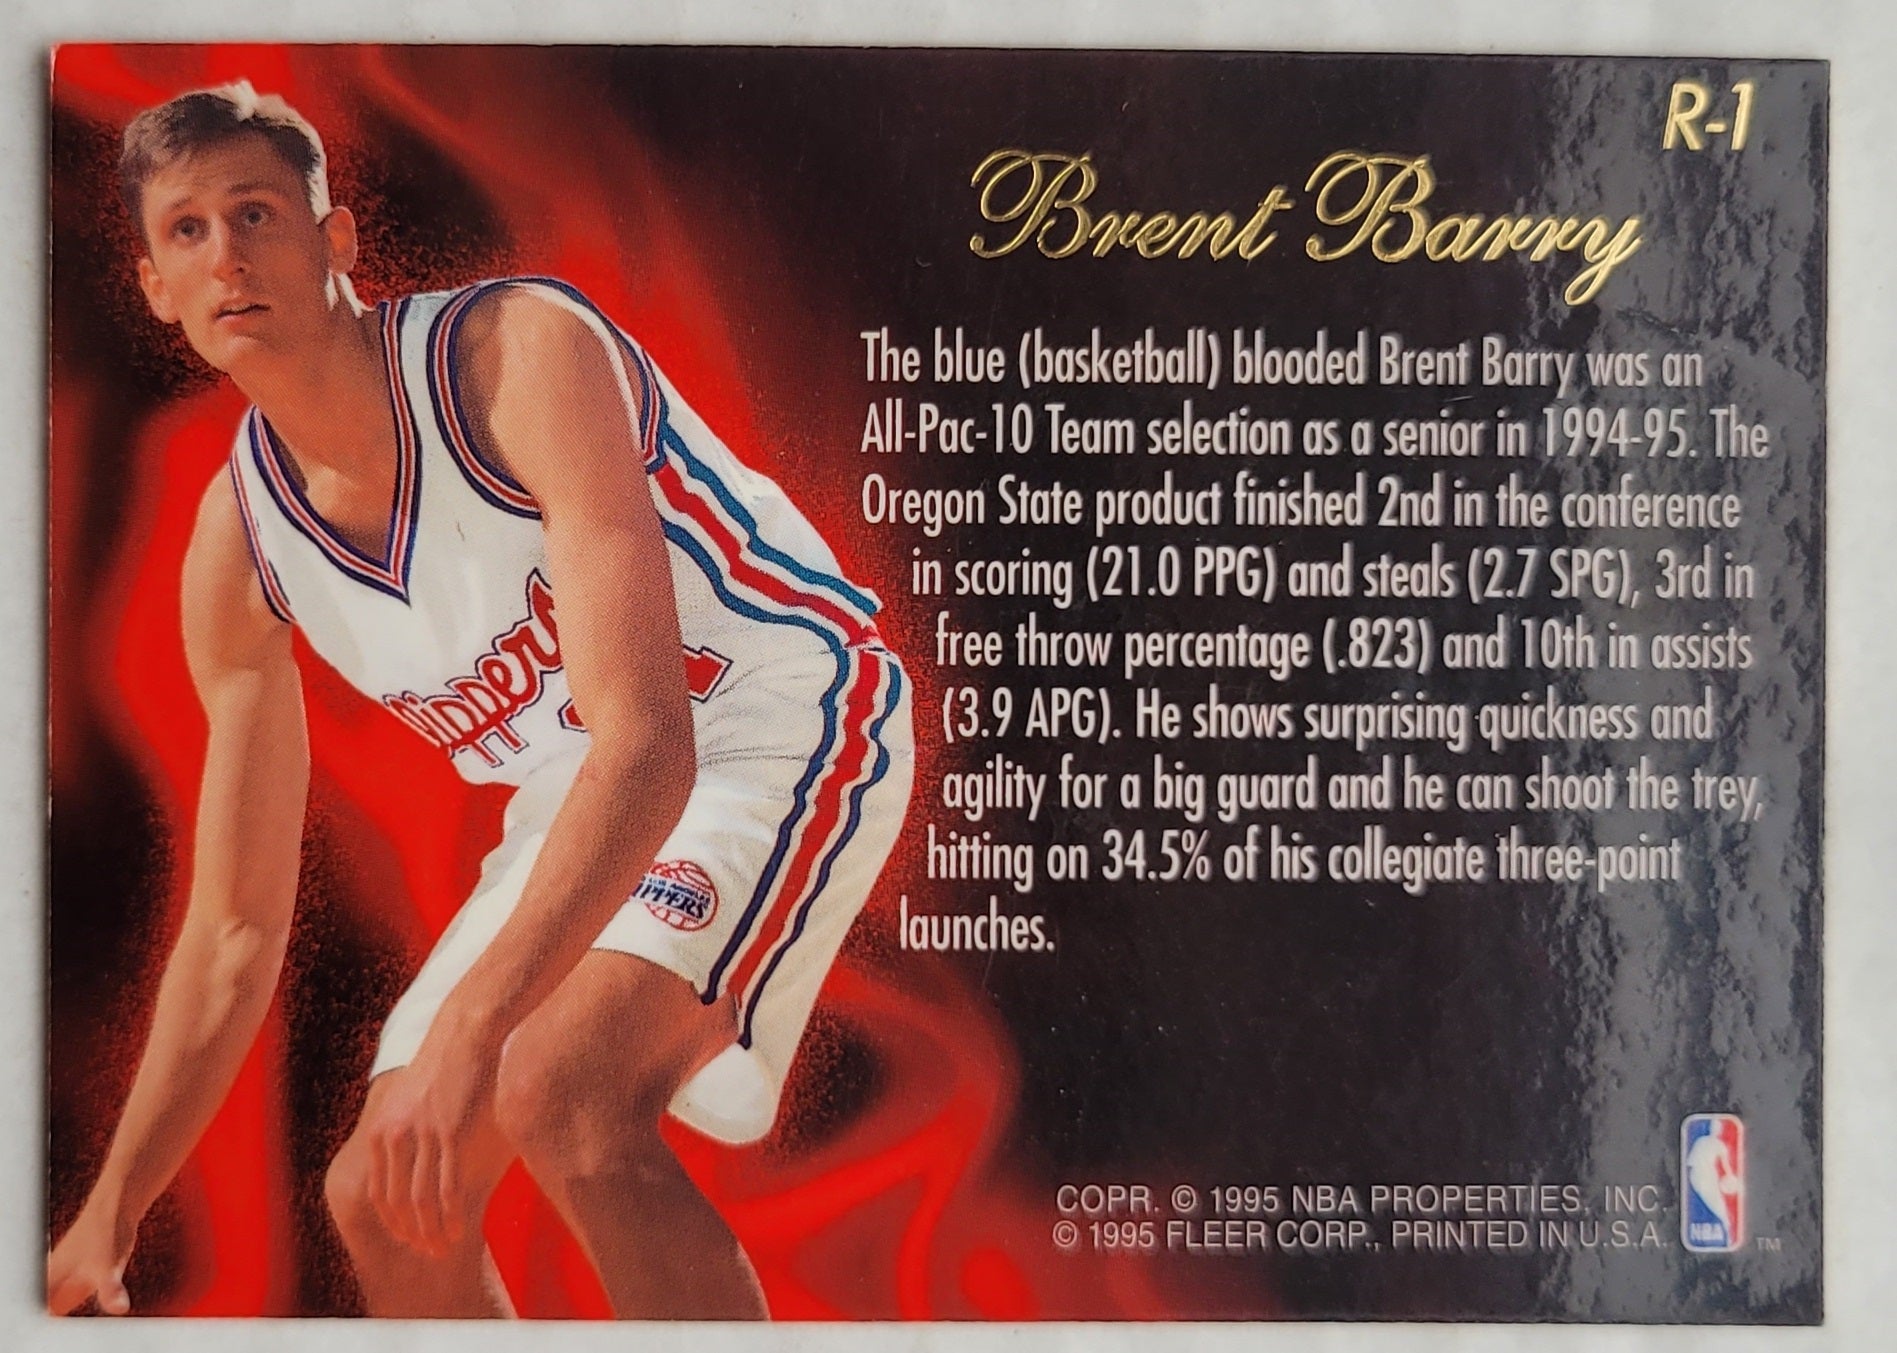 R-1
Brent Barry
The blue (basketball) blooded Brent Barry was an
All-Pac-10 Team selection as a senior in 1994-95. The
Oregon State product finished 2nd in the conference
in scoring (21.0 PPG) and steals (2.7 SPG), 3rd in
free throw percentage (.823) and 10th in assists
(3.9 APG). He shows surprising quickness and
agility for a big guard and he can shoot the trey,
hitting on 34.5% of his collegiate three-point
launches.
Clippers
COPR. © 1995 NBA PROPERTIES, INC.
© 1995 FLEER CORP., PRINTED IN U.S.A.
NBA
TM